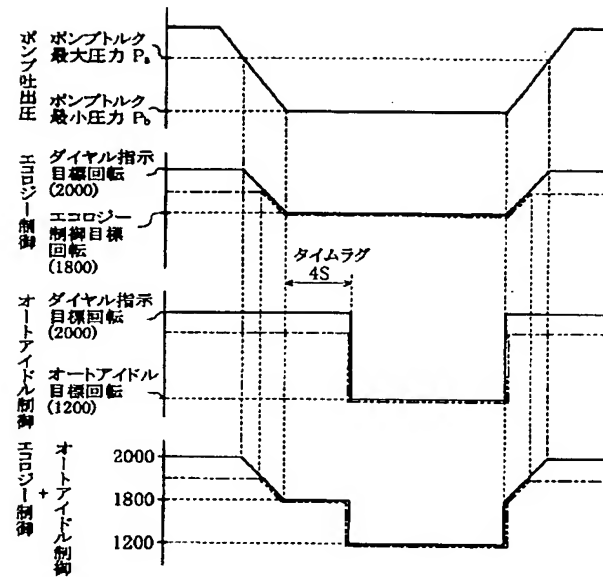 ポンプ吐出圧
ポンプトルク
最大圧力 Pa
ポンプトルク
最小圧力 Pb
エコロジー制御
ダイヤル指示
目標回転
(2000)
エコロジー
制御目標
回転
(1800)
タイムラグ
4S
オートアイドル制御
ダイヤル指示
目標回転
(2000)
オートアイドル
目標回転
(1200)
エコロジー制御
+
オートアイドル制御
2000
1800
1200